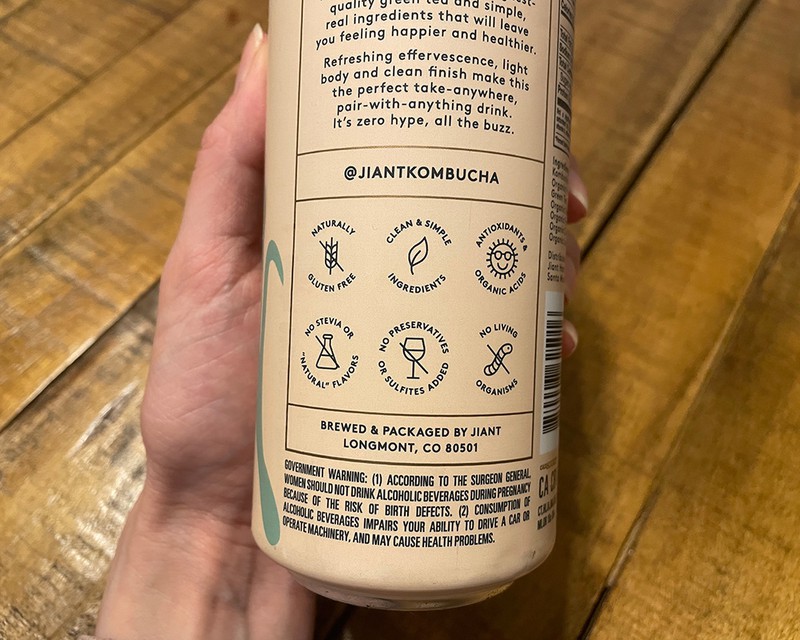 quality green tea and simple,
real ingredients that will leave
you feeling happier and healthier.
Refreshing effervescence, light
body and clean finish make this
the perfect take-anywhere,
pair-with-anything drink.
It's zero hype, all the buzz.
@JIANTKOMBUCHA
NATURALLY
GLUTEN FREE
CLEAN & SIMPLE
INGREDIENTS
ANTIOXIDANTS &
ORGANIC ACIDS
NO STEVIA OR
"NATURAL" FLAVORS
NO PRESERVATIVES
OR SULFITES ADDED
NO LIVING
ORGANISMS
BREWED & PACKAGED BY JIANT
LONGMONT, CO 80501
GOVERNMENT WARNING: (1) ACCORDING TO THE SURGEON GENERAL,
WOMEN SHOULD NOT DRINK ALCOHOLIC BEVERAGES DURING PREGNANCY
BECAUSE OF THE RISK OF BIRTH DEFECTS. (2) CONSUMPTION OF
ALCOHOLIC BEVERAGES IMPAIRS YOUR ABILITY TO DRIVE A CAR OR
OPERATE MACHINERY, AND MAY CAUSE HEALTH PROBLEMS.
CA